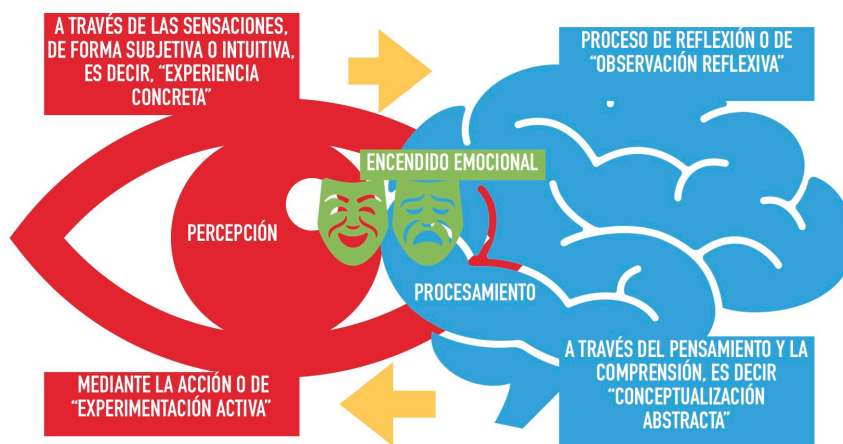 A TRAVÉS DE LAS SENSACIONES,
DE FORMA SUBJETIVA O INTUITIVA,
ES DECIR, “EXPERIENCIA
CONCRETA”
PROCESO DE REFLEXIÓN O DE
“OBSERVACIÓN REFLEXIVA”
ENCENDIDO EMOCIONAL
PERCEPCIÓN
PROCESAMIENTO
MEDIANTE LA ACCIÓN O DE
“EXPERIMENTACIÓN ACTIVA”
A TRAVÉS DEL PENSAMIENTO Y LA
COMPRENSIÓN, ES DECIR
“CONCEPTUALIZACIÓN
ABSTRACTA”